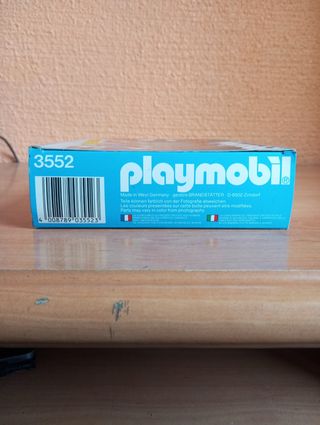 3552
playmobil®
Made in West Germany · geobra-BRANDSTÄTTER · D-8502 Zirndorf
Teile können farblich von der Fotografie abweichen.
Les couleurs présentées sur cette boîte peuvent être modifiées.
Parts may vary in color from photographs.
4 008789 035523